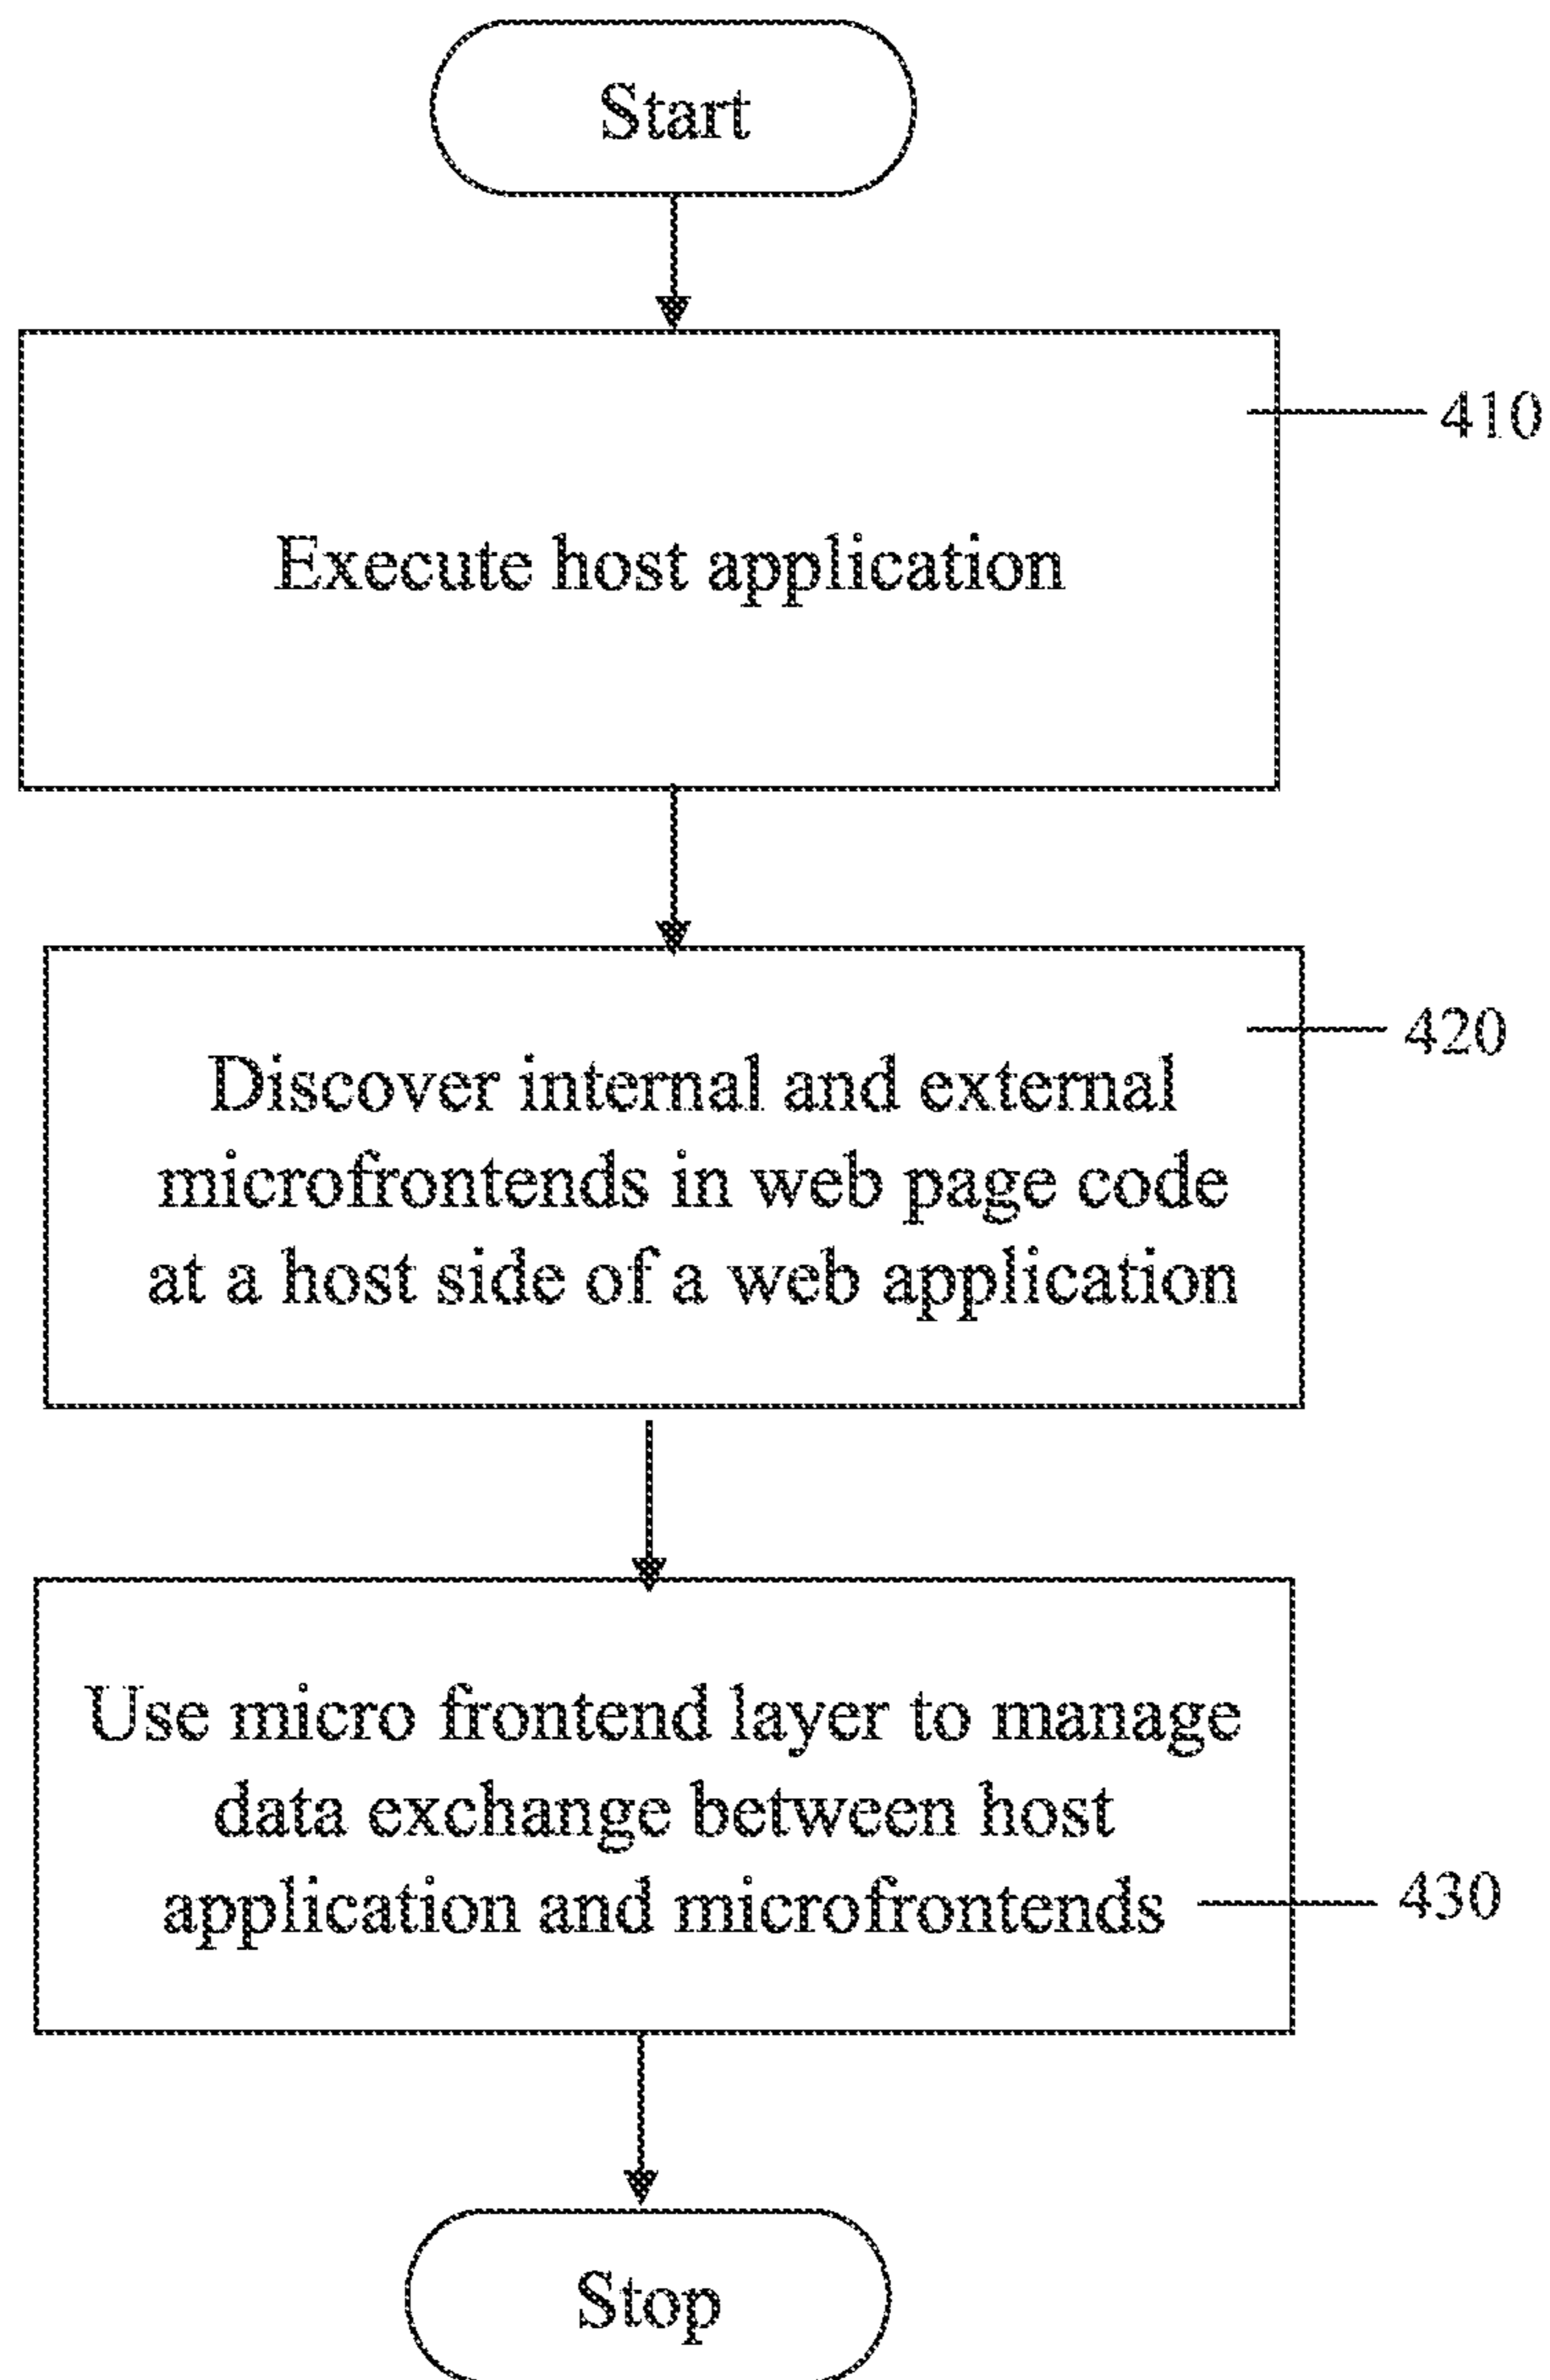 Start
410
Execute host application
420
Discover internal and external
microfrontends in web page code
at a host side of a web application
Use micro frontend layer to manage
data exchange between host
application and microfrontends
430
Stop